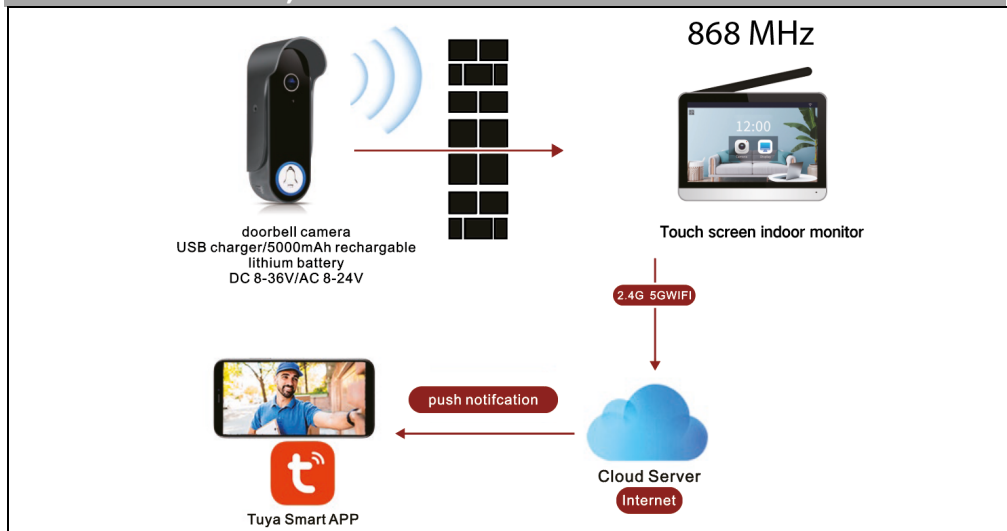 868 MHz
12:00
doorbell camera
USB charger/5000mAh rechargable
lithium battery
DC 8-36V/AC 8-24V
Touch screen indoor monitor
2.4G 5GWIFI
push notifcation
Cloud Server
Internet
Tuya Smart APP